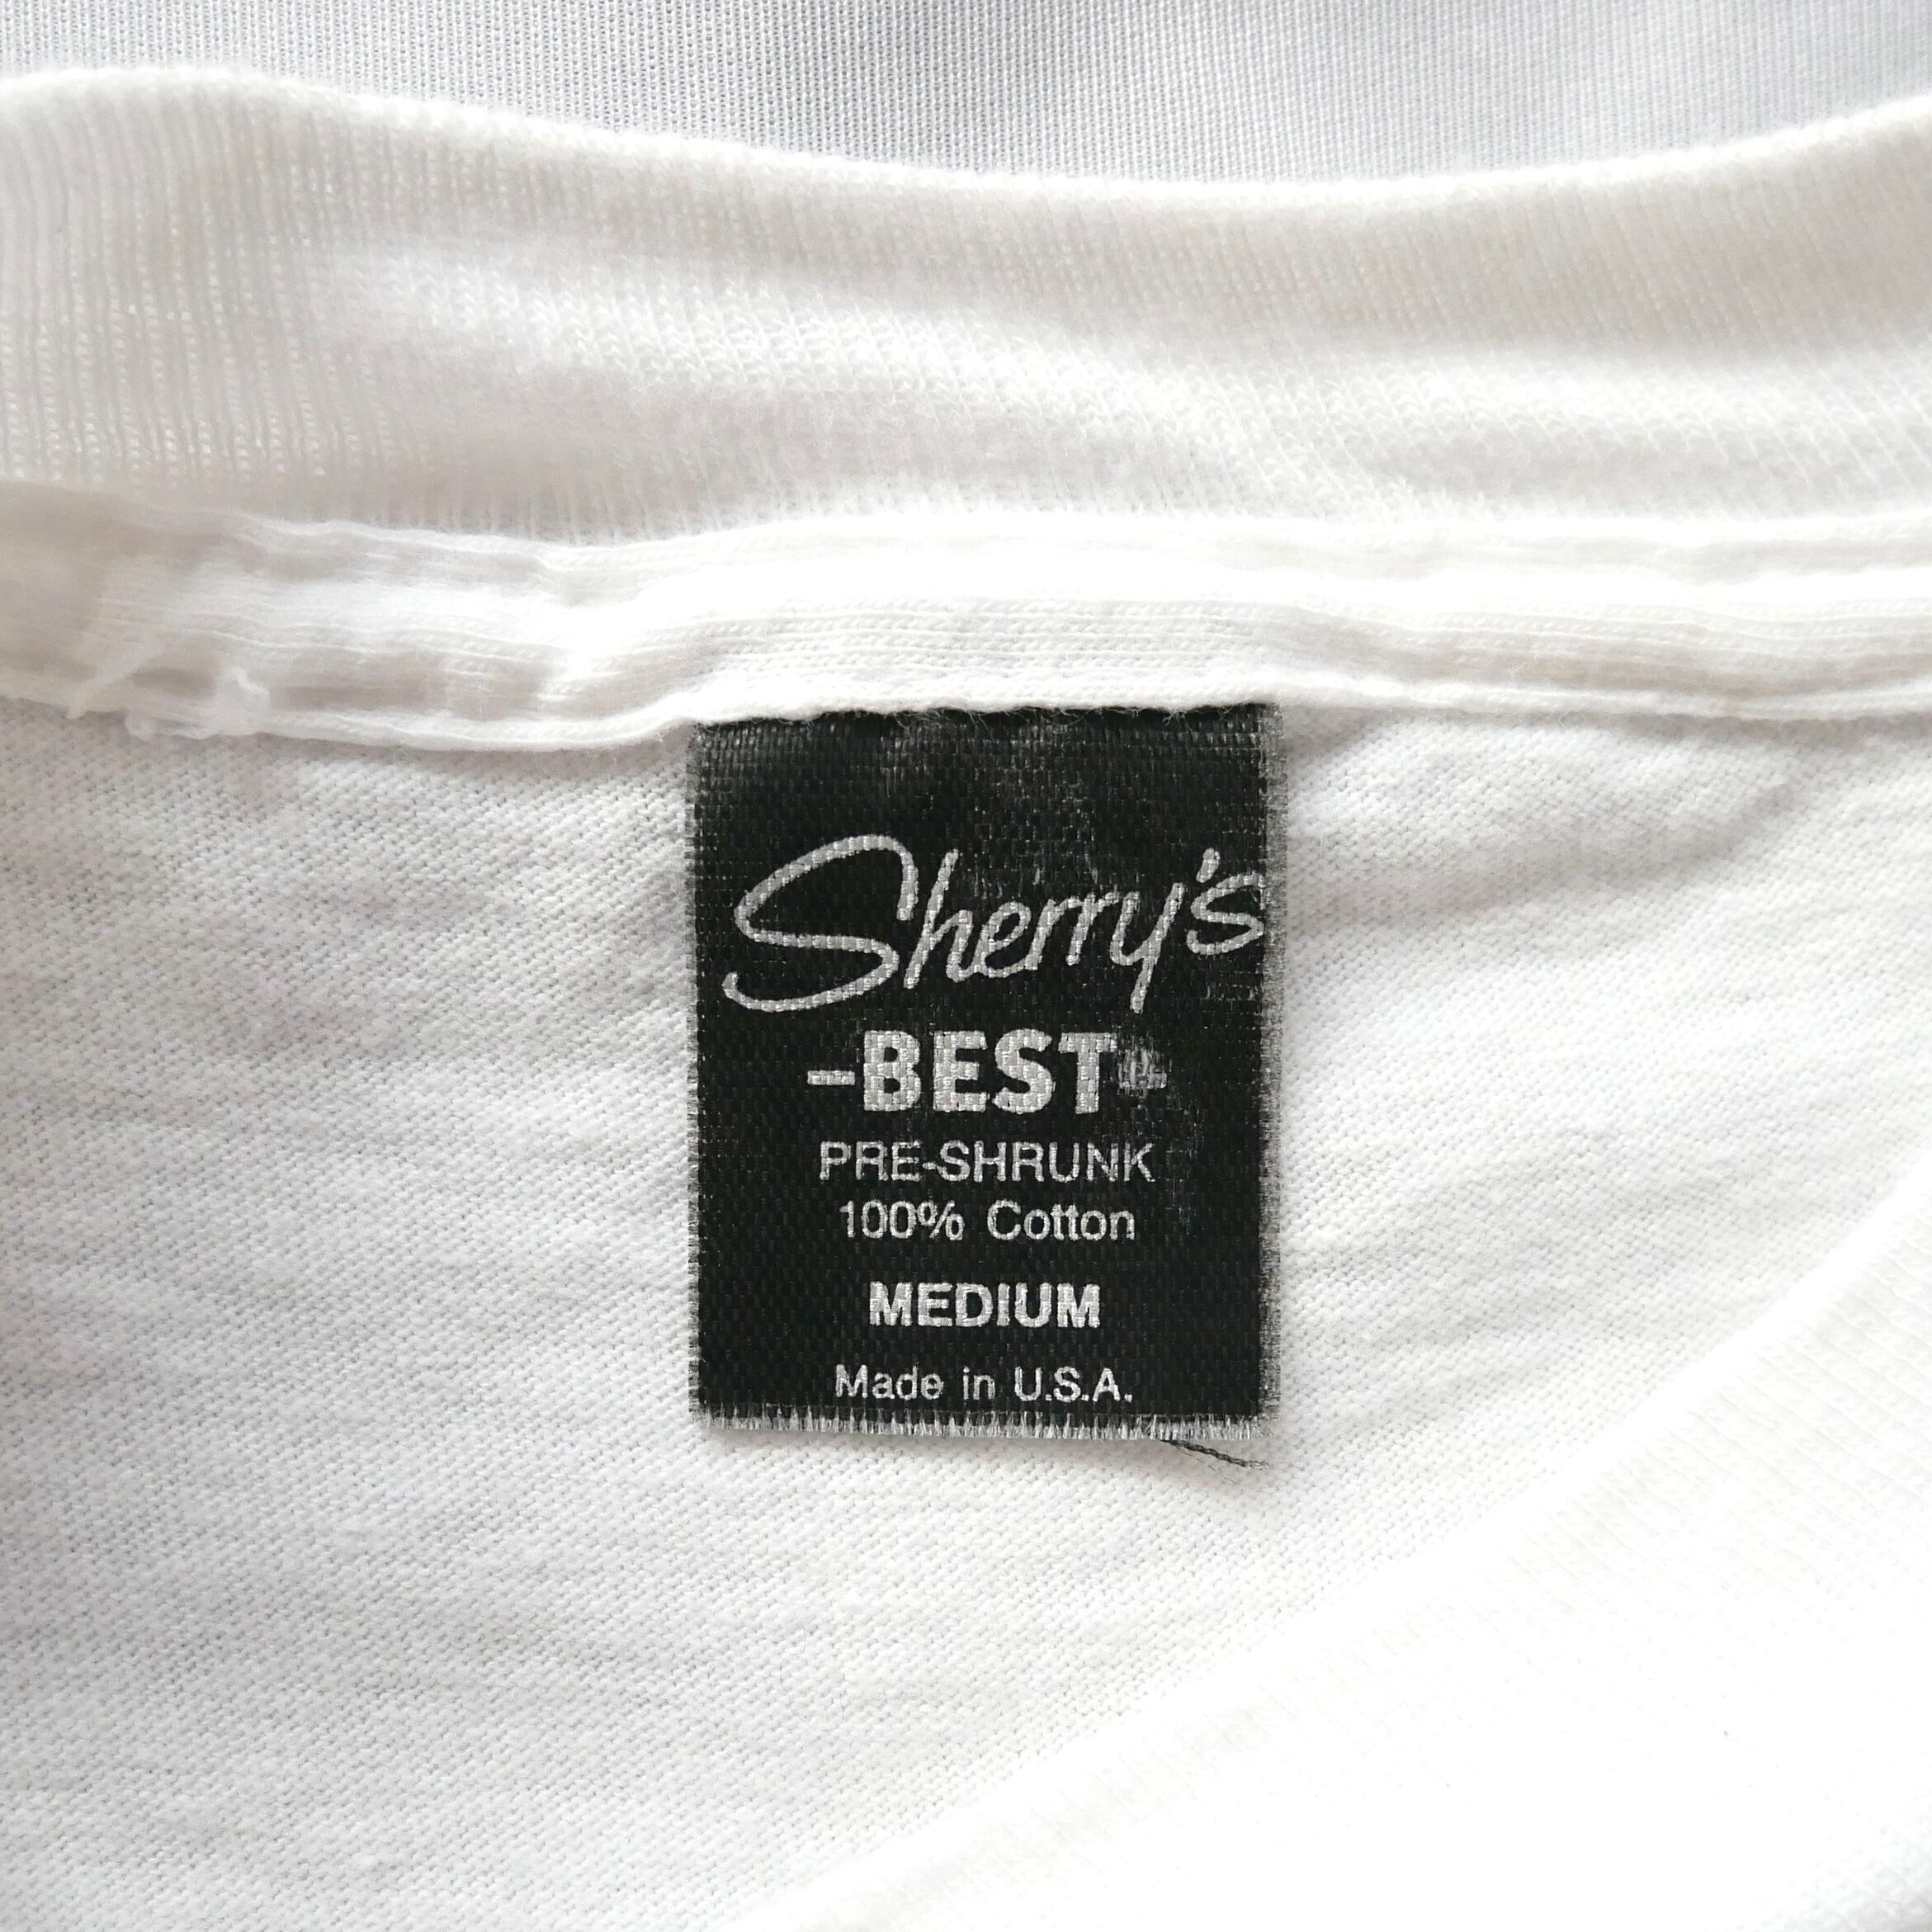 Sherry's
-BEST-
PRE-SHRUNK
100% Cotton
MEDIUM
Made in U.S.A.